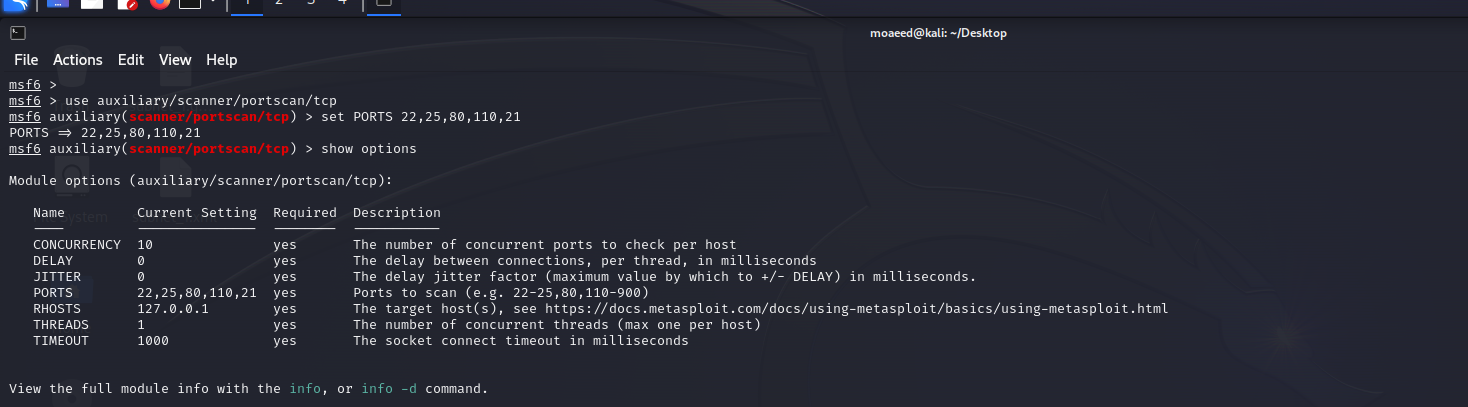 1 2 3 4
moaeed@kali: ~/Desktop
File Actions Edit View Help
msf6 >
msf6 > use auxiliary/scanner/portscan/tcp
msf6 auxiliary(scanner/portscan/tcp) > set PORTS 22,25,80,110,21
PORTS => 22,25,80,110,21
msf6 auxiliary(scanner/portscan/tcp) > show options
Module options (auxiliary/scanner/portscan/tcp):
Name Current Setting Required Description
CONCURRENCY 10 yes The number of concurrent ports to check per host
DELAY 0 yes The delay between connections, per thread, in milliseconds
JITTER 0 yes The delay jitter factor (maximum value by which to +/- DELAY) in milliseconds.
PORTS 22,25,80,110,21 yes Ports to scan (e.g. 22-25,80,110-900)
RHOSTS 127.0.0.1 yes The target host(s), see https://docs.metasploit.com/docs/using-metasploit/basics/using-metasploit.html
THREADS 1 yes The number of concurrent threads (max one per host)
TIMEOUT 1000 yes The socket connect timeout in milliseconds
View the full module info with the info, or info -d command.